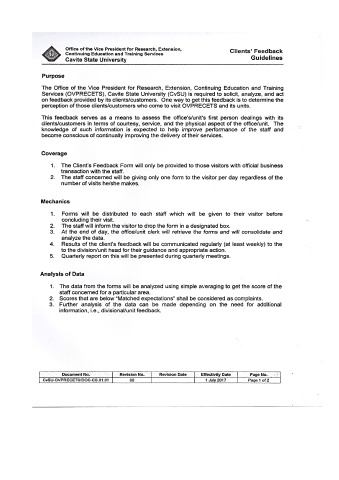 Office of the Vice President for Research, Extension,
Continuing Education and Training Services
Cavite State University
Clients' Feedback
Guidelines
Purpose
The Office of the Vice President for Research, Extension, Continuing Education and Training
Services (OVPRECETS), Cavite State University (CvSU) is required to solicit, analyze, and act
on feedback provided by its clients/customers. One way to get this feedback is to determine the
perception of those clients/customers who come to visit OVPRECETS and its units.
This feedback serves as a means to assess the office's/unit's first person dealings with its
clients/customers in terms of courtesy, service, and the physical aspect of the office/unit. The
knowledge of such information is expected to help improve performance of the staff and
become conscious of continually improving the delivery of their services.
Coverage
1. The Client's Feedback Form will only be provided to those visitors with official business
transaction with the staff.
2. The staff concerned will be giving only one form to the visitor per day regardless of the
number of visits he/she makes.
Mechanics
1. Forms will be distributed to each staff which will be given to their visitor before
concluding their visit.
2. The staff will inform the visitor to drop the form in a designated box.
3. At the end of day, the office/unit clerk will retrieve the forms and will consolidate and
analyze the data.
4. Results of the client's feedback will be communicated regularly (at least weekly) to the
to the division/unit head for their guidance and appropriate action.
5. Quarterly report on this will be presented during quarterly meetings.
Analysis of Data
1. The data from the forms will be analyzed using simple averaging to get the score of the
staff concerned for a particular area.
2. Scores that are below "Matched expectations" shall be considered as complaints.
3. Further analysis of the data can be made depending on the need for additional
information, i.e., divisional/unit feedback.
Document No. Revision No. Revision Date Effectivity Date Page No.
CvSU-OVPRECETS/DOC-CG.01.01 00 1 July 2017 Page 1 of 2